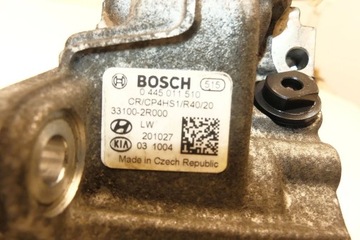 BOSCH 515
0 445 011 510
CR/CP4HS1/R40/20
33100-2R000
LW
201027
KIA 03 1004
Made in Czech Republic